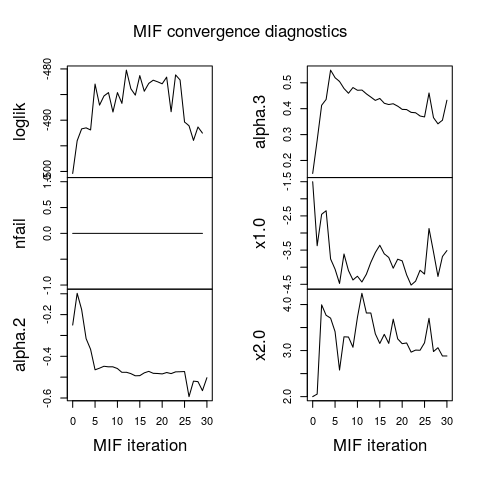 MIF convergence diagnostics
loglik
-500 -490 -480
nfail
-1.0 0.0 0.5 1.0
alpha.2
-0.6 -0.4 -0.2
0 5 10 15 20 25 30
MIF iteration
alpha.3
0.2 0.3 0.4 0.5
x1.0
-4.5 -3.5 -2.5 -1.5
x2.0
2.0 3.0 4.0
0 5 10 15 20 25 30
MIF iteration